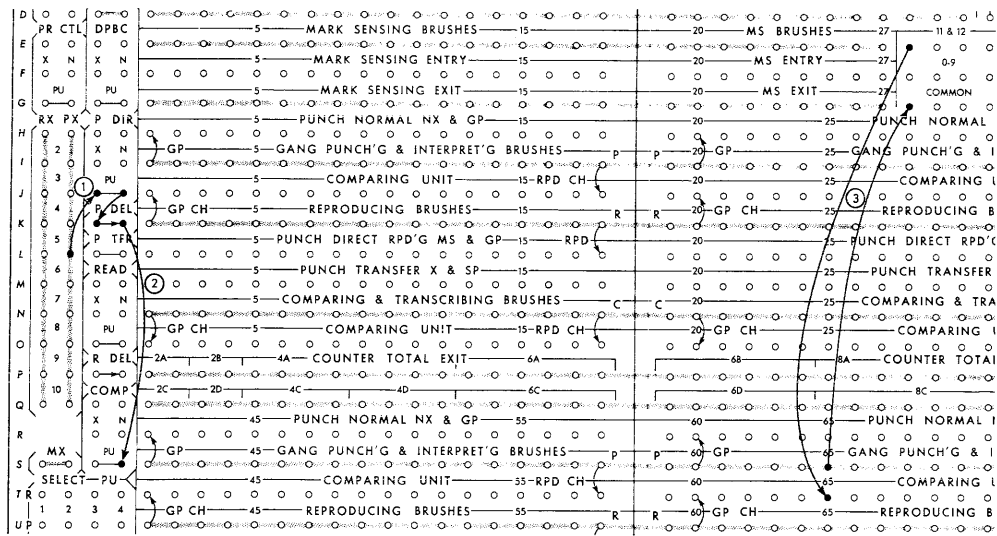 D
PR CTL DPBC 5 MARK SENSING BRUSHES 15 20 MS BRUSHES 27 11 & 12
E
X N X N 5 MARK SENSING ENTRY 15 20 MS ENTRY 27 0-9
F
PU PU 5 MARK SENSING EXIT 15 20 MS EXIT 27 COMMON
G
RX PX P DIR 5 PUNCH NORMAL NX & GP 15 20 25 PUNCH NORMAL
H
2 X N GP 5 GANG PUNCH'G & INTERPRET'G BRUSHES P P 20 GP 25 GANG PUNCH'G & I
I
3 PU 5 COMPARING UNIT 15 RPD CH 20 25 COMPARING U
J 1
4 P DEL GP CH 5 REPRODUCING BRUSHES R R 20 GP CH 25 3 REPRODUCING B
K
5 P TFR 5 PUNCH DIRECT RPD'G MS & GP 15 RPD 20 25 PUNCH DIRECT RPD'G
L
6 READ 5 PUNCH TRANSFER X & SP 15 20 25 PUNCH TRANSFER
M 2
7 X N 5 COMPARING & TRANSCRIBING BRUSHES C C 20 25 COMPARING & TRA
N
8 PU GP CH 5 COMPARING UNIT 15 RPD CH 20 GP CH 25 COMPARING U
O
9 R DEL 2A 2B 4A COUNTER TOTAL EXIT 6A 6B 8A COUNTER TOTAL
P
10 COMP 2C 2D 4C 4D 6C 6D 8C
Q
X N 45 PUNCH NORMAL NX & GP 55 60 65 PUNCH NORMAL
R
MX PU GP 45 GANG PUNCH'G & INTERPRET'G BRUSHES P P 60 GP 65 GANG PUNCH'G & I
S
SELECT PU 45 COMPARING UNIT 55 RPD CH 60 65 COMPARING U
TR
1 2 3 4 GP CH 45 REPRODUCING BRUSHES 55 R R 60 GP CH 65 REPRODUCING B
UP